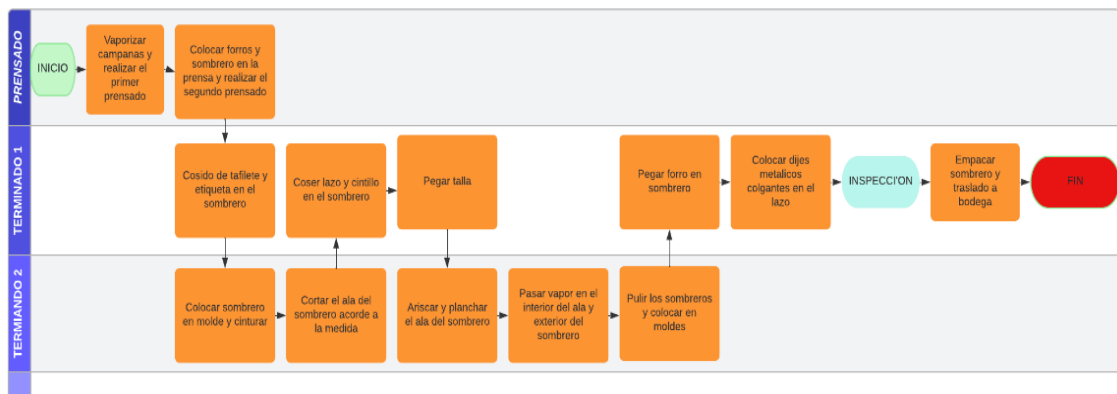 PRENSADO
INICIO
Vaporizar
campanas y
realizar el
primer
prensado
Colocar forros y
sombrero en la
prensa y realizar el
segundo prensado
TERMINADO 1
Cosido de tafilete y
etiqueta en el
sombrero
Coser lazo y cintillo
en el sombrero
Pegar talla
Pegar forro en
sombrero
Colocar dijes
metalicos
colgantes en el
lazo
INSPECCI'ON
Empacar
sombrero y
traslado a
bodega
FIN
TERMIANDO 2
Colocar sombrero
en molde y cinturar
Cortar el ala del
sombrero acorde a
la medida
Ariscar y planchar
el ala del sombrero
Pasar vapor en el
interior del ala y
exterior del
sombrero
Pulir los sombreros
y colocar en
moldes